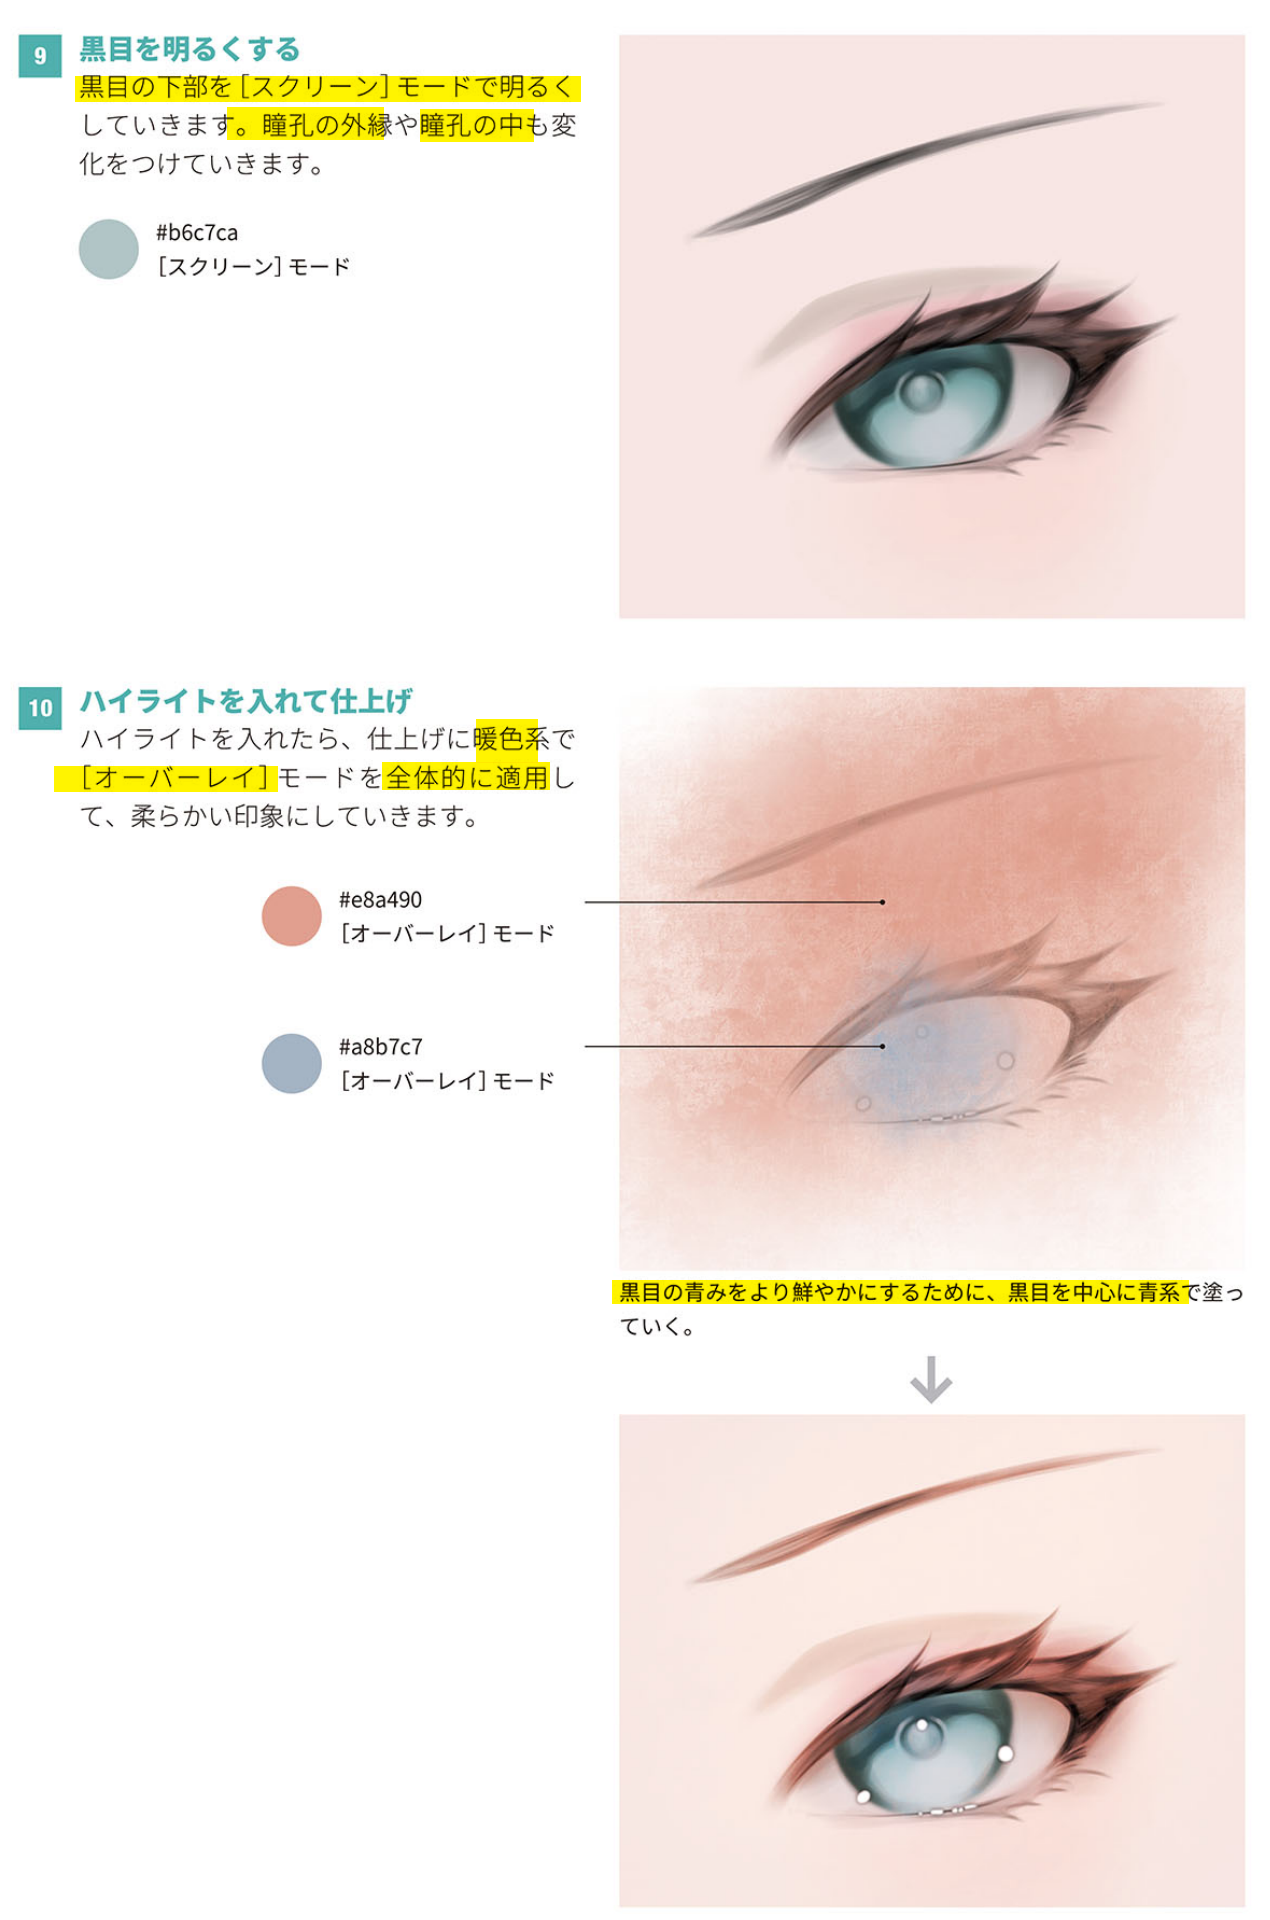 9
黒目を明るくする
黒目の下部を［スクリーン］モードで明るく
していきます。瞳孔の外縁や瞳孔の中も変
化をつけていきます。
#b6c7ca
［スクリーン］モード
10
ハイライトを入れて仕上げ
ハイライトを入れたら、仕上げに暖色系で
［オーバーレイ］モードを全体的に適用し
て、柔らかい印象にしていきます。
#e8a490
［オーバーレイ］モード
#a8b7c7
［オーバーレイ］モード
黒目の青みをより鮮やかにするために、黒目を中心に青系で塗っ
ていく。